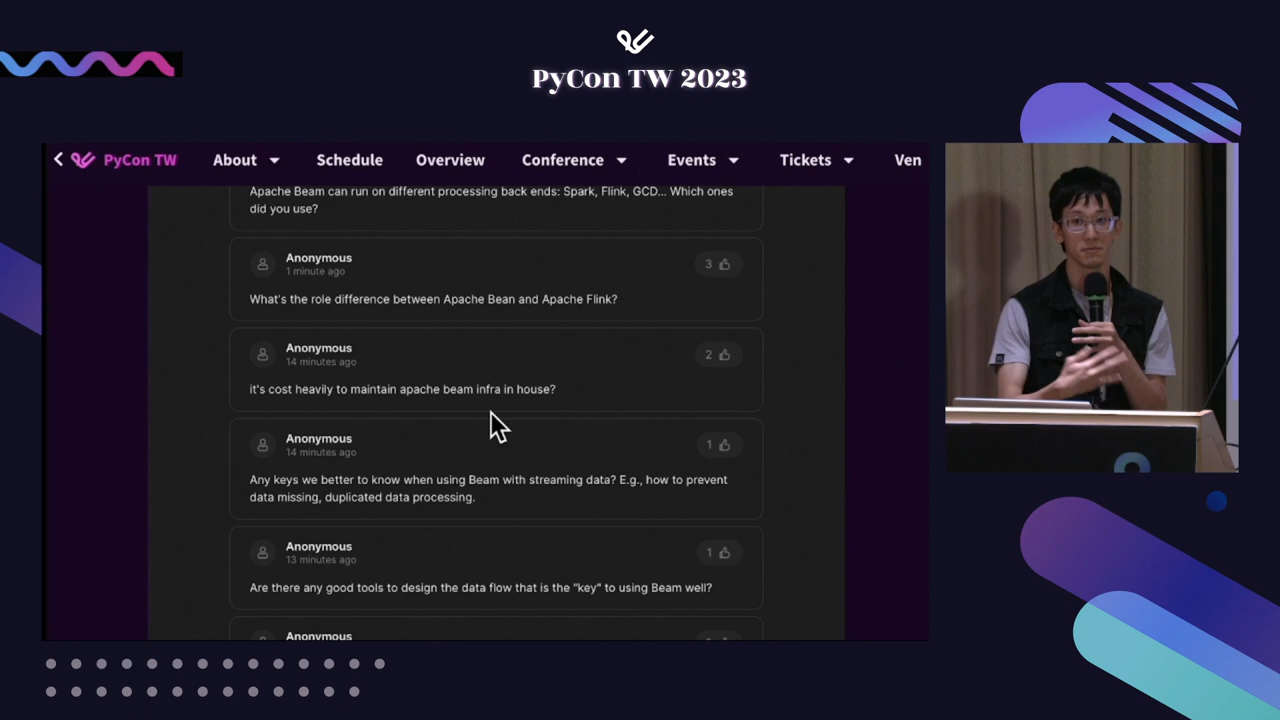 PyCon TW 2023
PyCon TW About Schedule Overview Conference Events Tickets Ven
Apache Beam can run on different processing back ends: Spark, Flink, GCD... Which ones
did you use?
Anonymous
1 minute ago
3
What's the role difference between Apache Bean and Apache Flink?
Anonymous
14 minutes ago
2
it's cost heavily to maintain apache beam infra in house?
Anonymous
14 minutes ago
1
Any keys we better to know when using Beam with streaming data? E.g., how to prevent
data missing, duplicated data processing.
Anonymous
13 minutes ago
1
Are there any good tools to design the data flow that is the "key" to using Beam well?
Anonymous